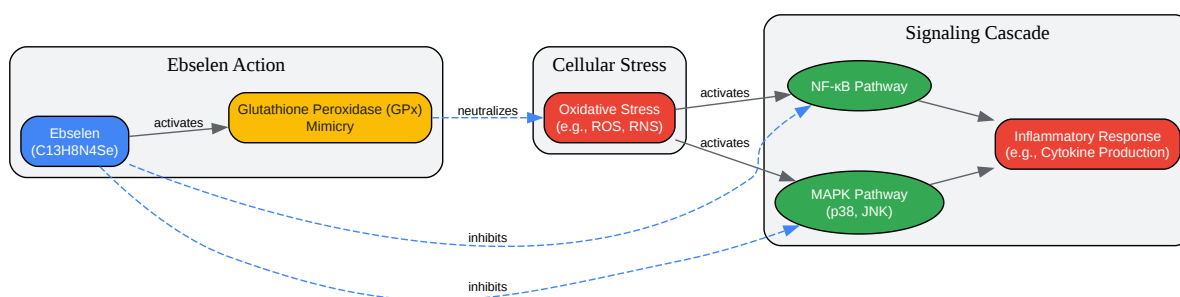 Ebselen Action
Ebselen
(C13H8N4Se)
activates
Glutathione Peroxidase (GPx)
Mimicry
neutralizes
Cellular Stress
Oxidative Stress
(e.g., ROS, RNS)
activates
activates
inhibits
inhibits
Signaling Cascade
NF-κB Pathway
MAPK Pathway
(p38, JNK)
Inflammatory Response
(e.g., Cytokine Production)